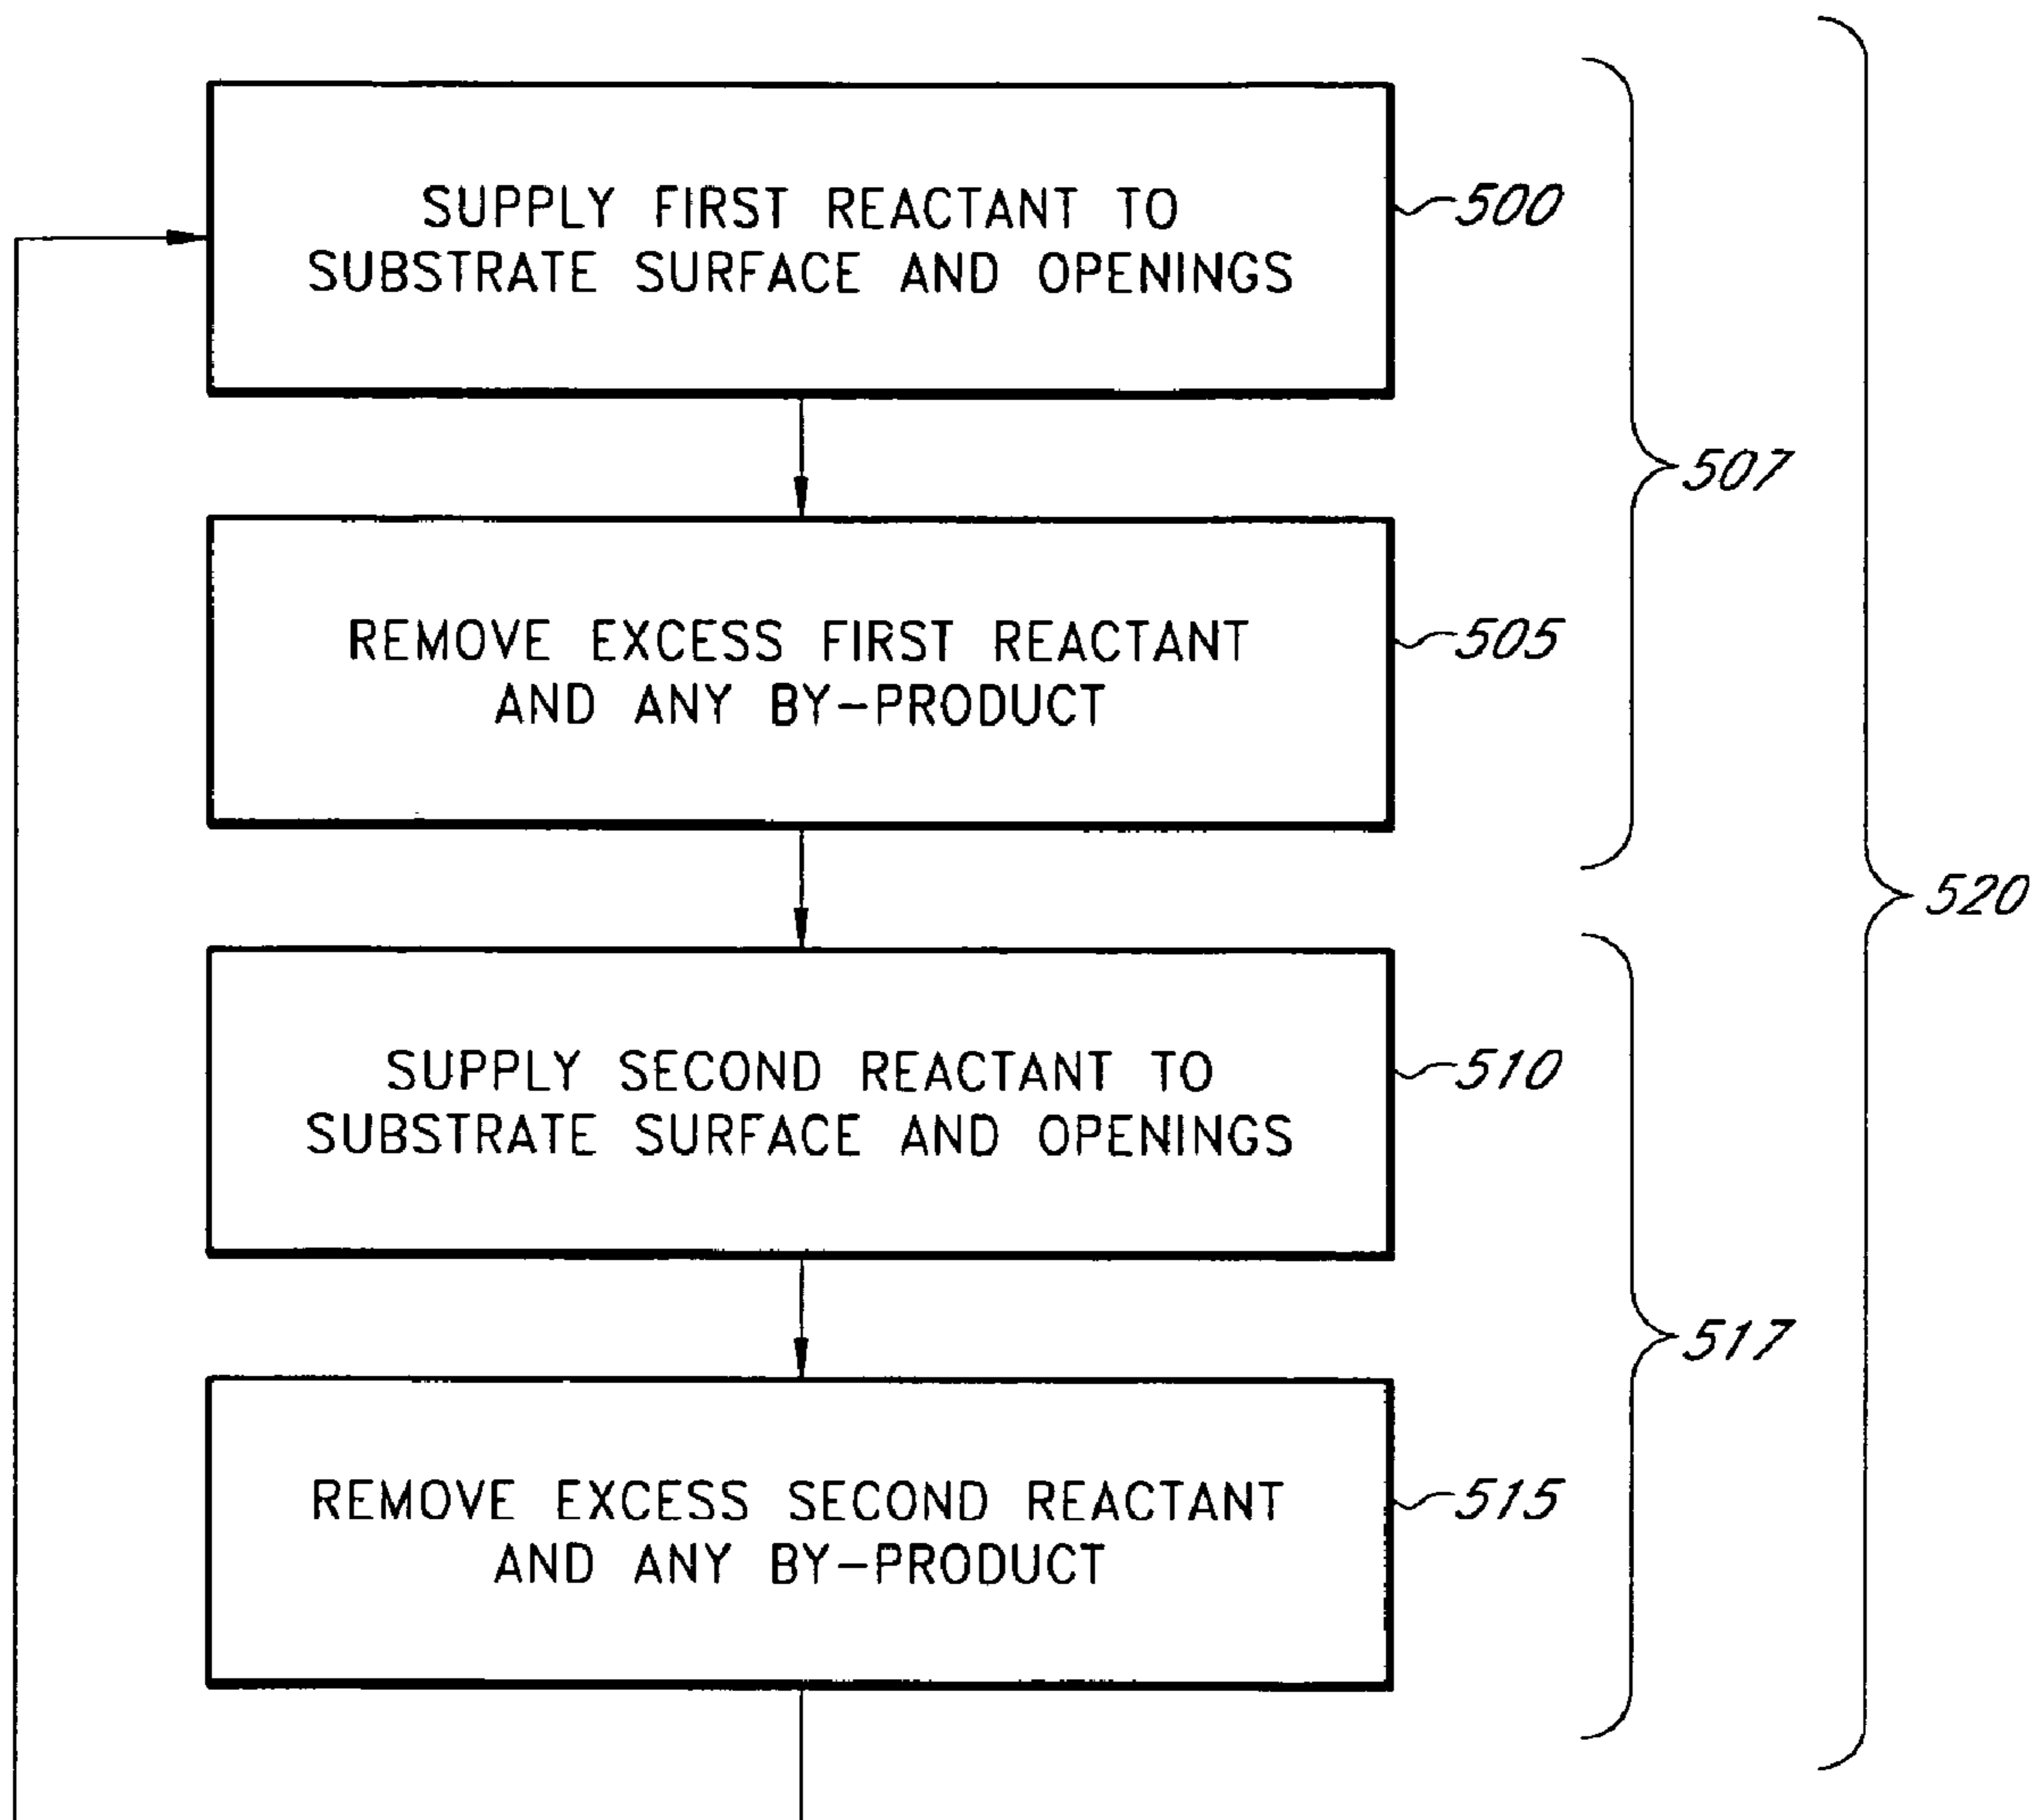 SUPPLY FIRST REACTANT TO
SUBSTRATE SURFACE AND OPENINGS
500
507
REMOVE EXCESS FIRST REACTANT
AND ANY BY-PRODUCT
505
520
SUPPLY SECOND REACTANT TO
SUBSTRATE SURFACE AND OPENINGS
510
517
REMOVE EXCESS SECOND REACTANT
AND ANY BY-PRODUCT
515